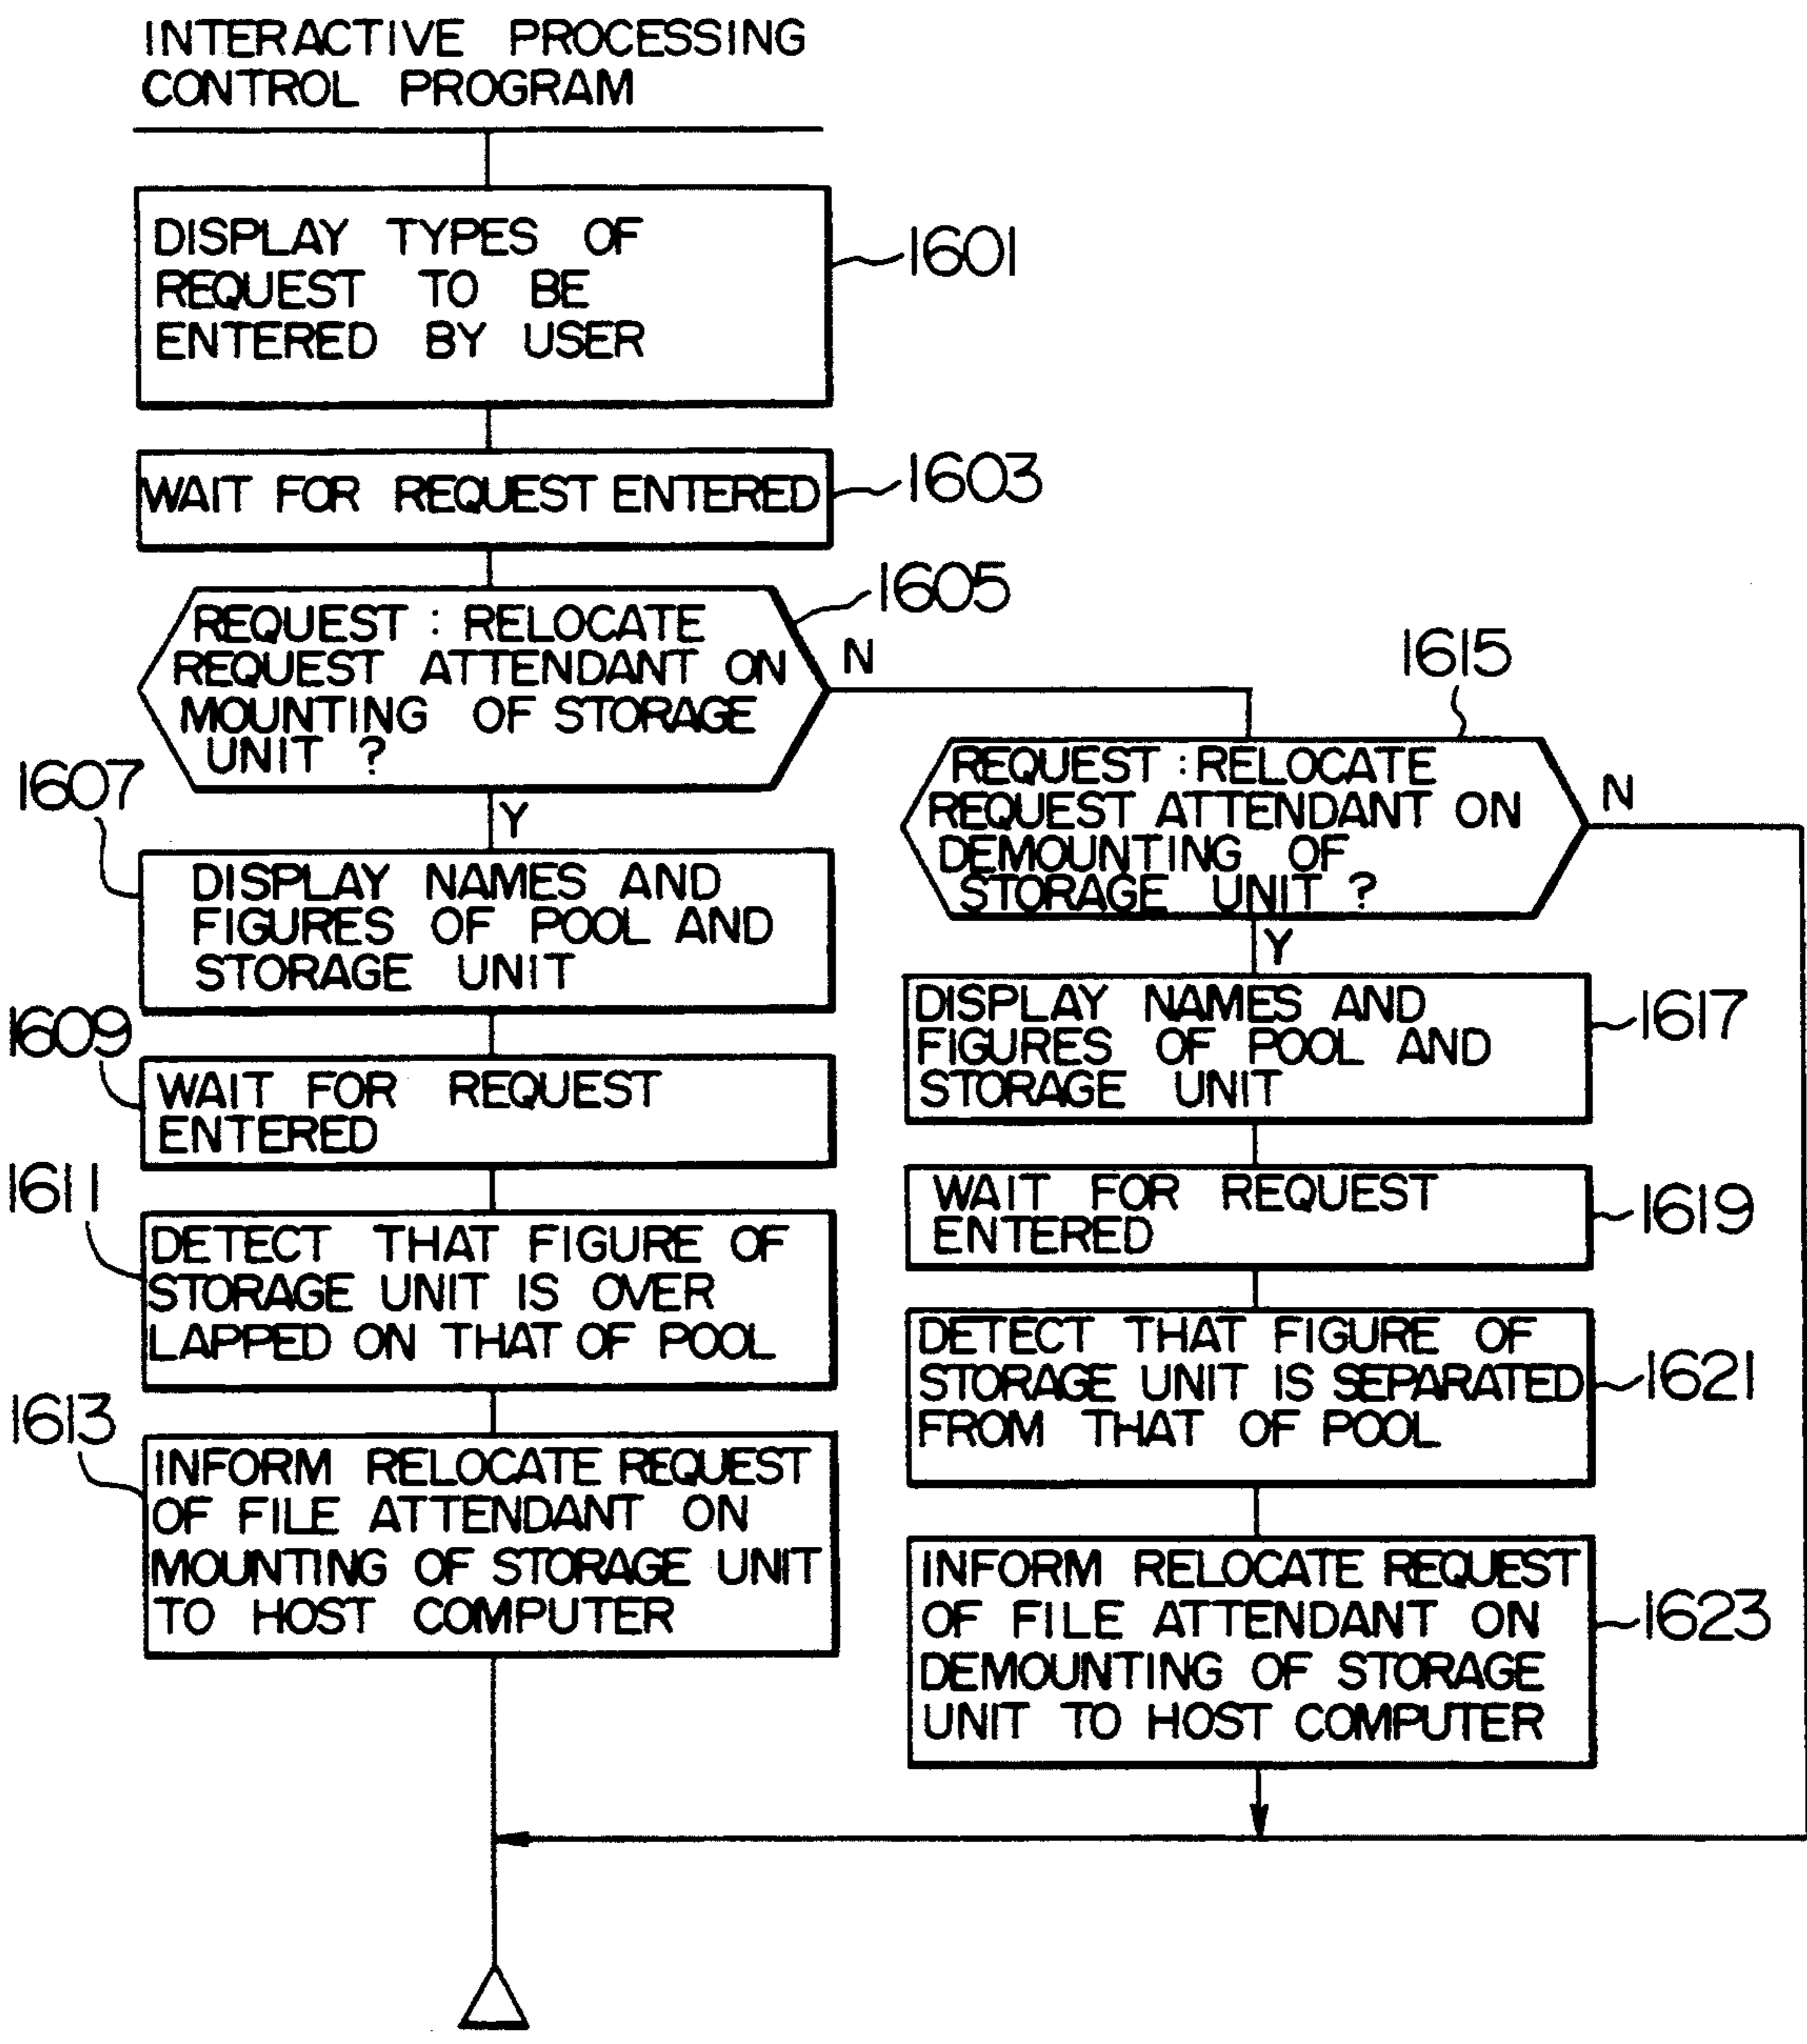 INTERACTIVE PROCESSING
CONTROL PROGRAM
DISPLAY TYPES OF
REQUEST TO BE
ENTERED BY USER
1601
WAIT FOR REQUEST ENTERED
1603
REQUEST : RELOCATE
REQUEST ATTENDANT ON
MOUNTING OF STORAGE
UNIT ?
1605
N
Y
1607
DISPLAY NAMES AND
FIGURES OF POOL AND
STORAGE UNIT
1609
WAIT FOR REQUEST
ENTERED
1611
DETECT THAT FIGURE OF
STORAGE UNIT IS OVER
LAPPED ON THAT OF POOL
1613
INFORM RELOCATE REQUEST
OF FILE ATTENDANT ON
MOUNTING OF STORAGE UNIT
TO HOST COMPUTER
1615
REQUEST : RELOCATE
REQUEST ATTENDANT ON
DEMOUNTING OF
STORAGE UNIT ?
N
Y
DISPLAY NAMES AND
FIGURES OF POOL AND
STORAGE UNIT
1617
WAIT FOR REQUEST
ENTERED
1619
DETECT THAT FIGURE OF
STORAGE UNIT IS SEPARATED
FROM THAT OF POOL
1621
INFORM RELOCATE REQUEST
OF FILE ATTENDANT ON
DEMOUNTING OF STORAGE
UNIT TO HOST COMPUTER
1623